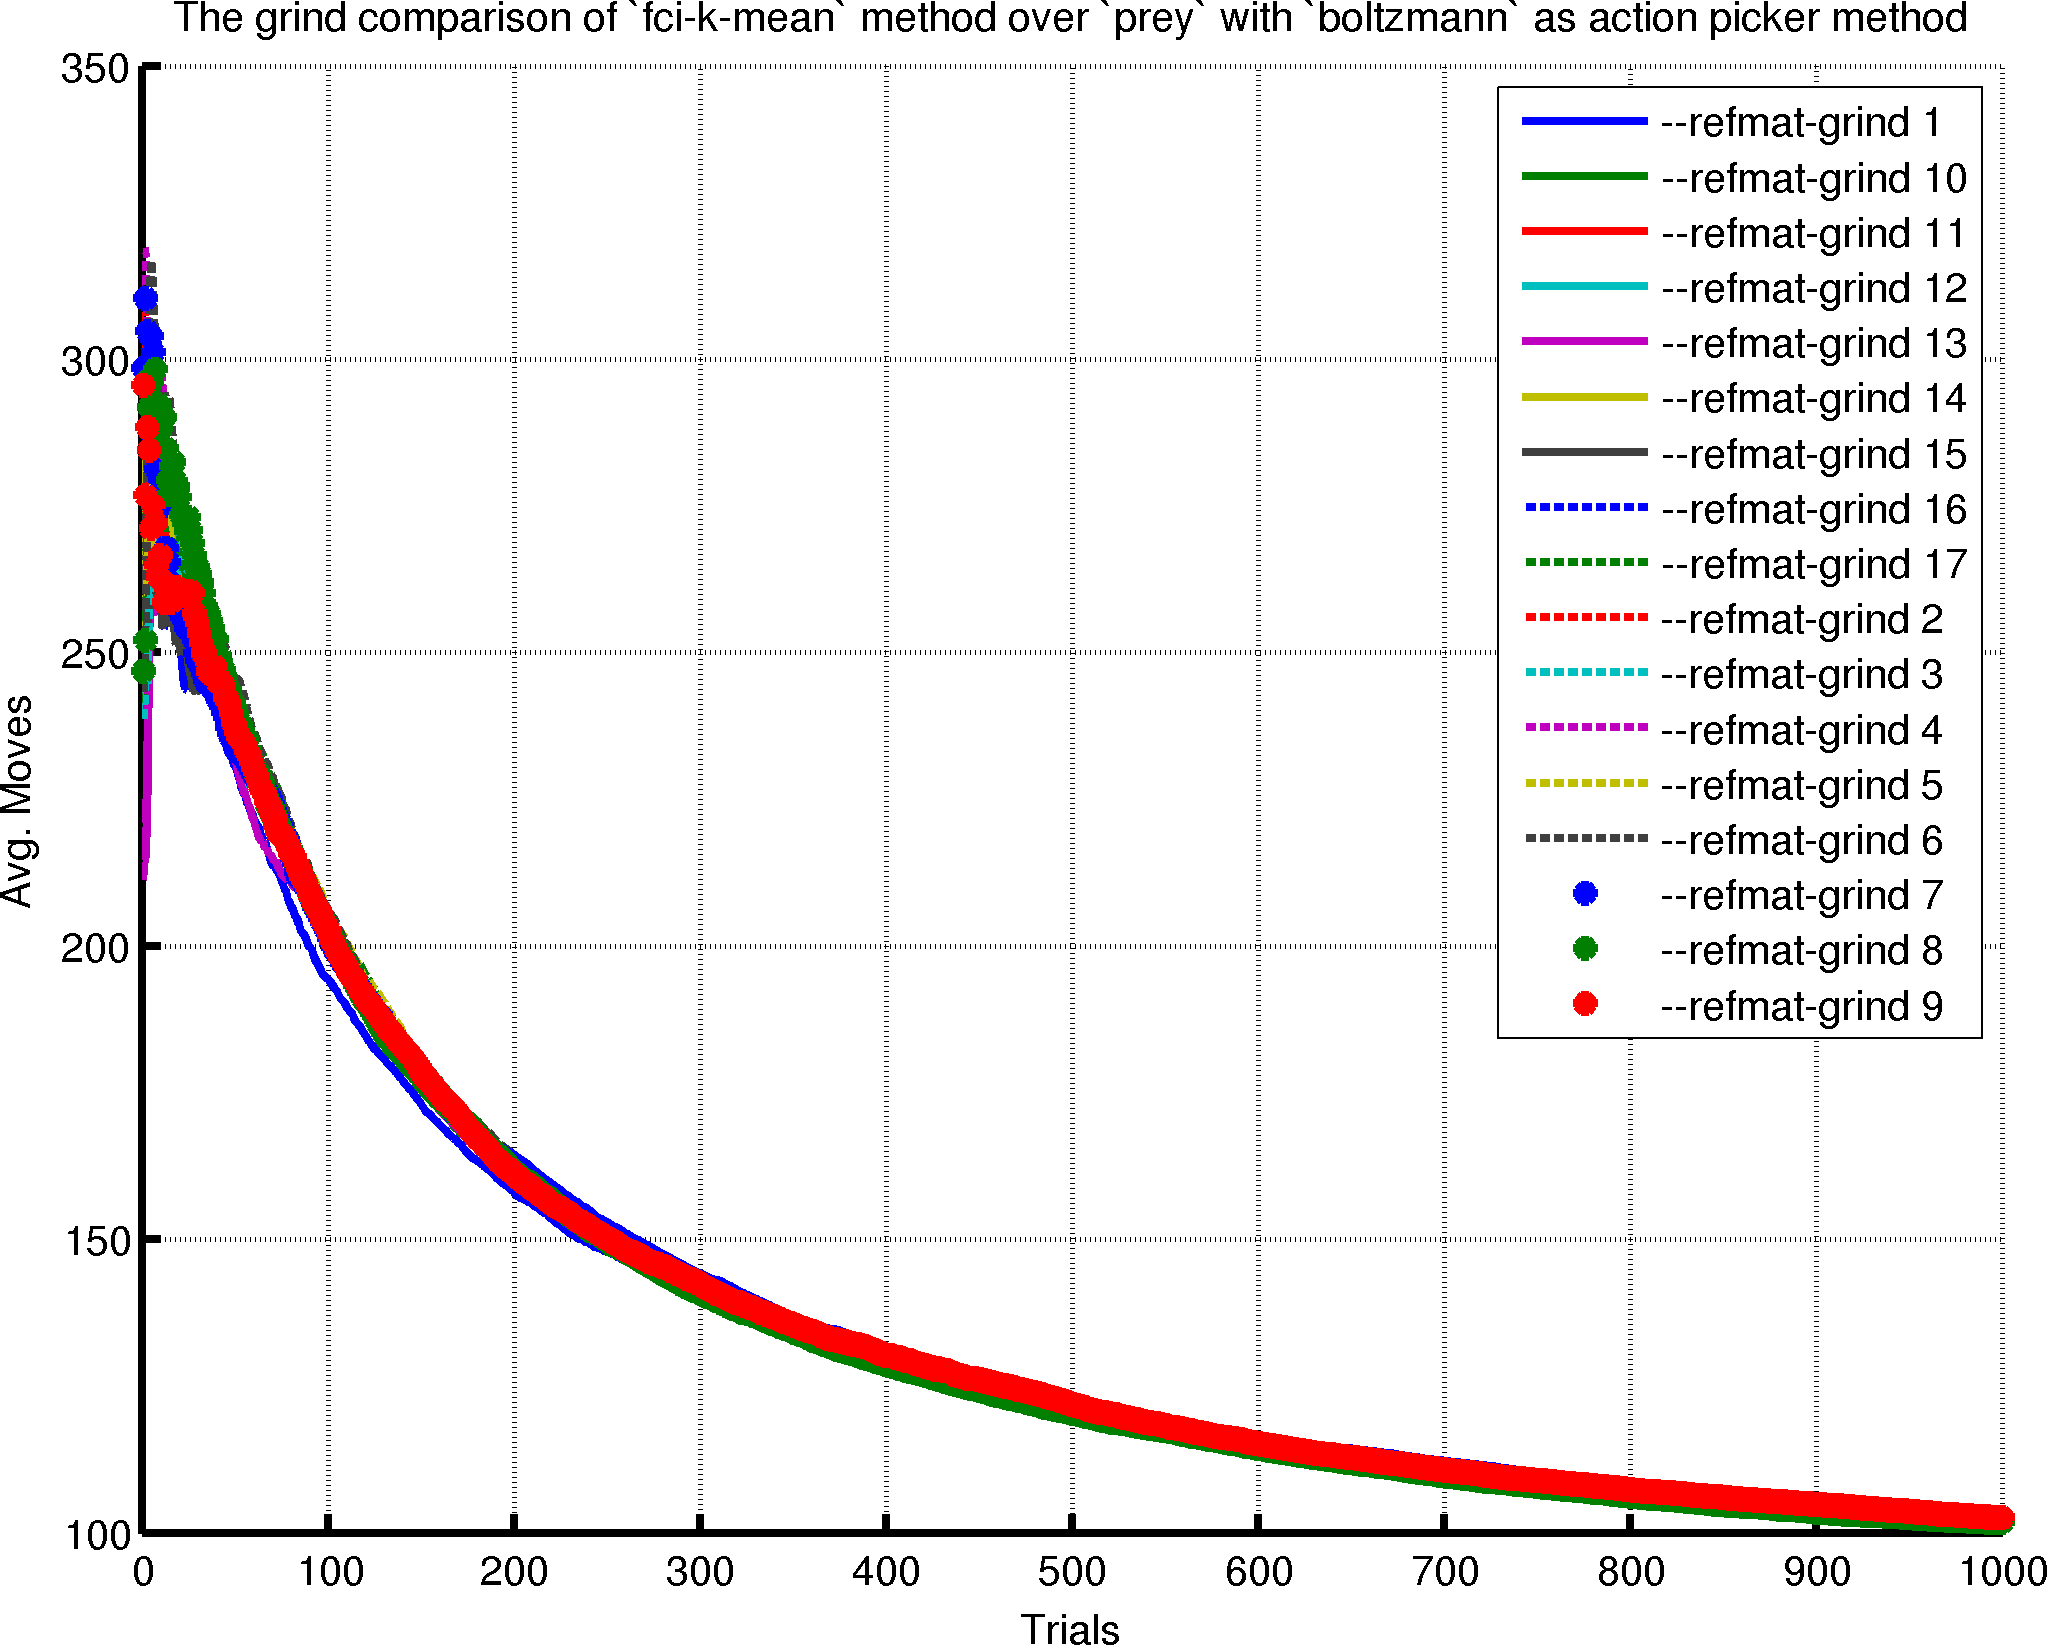 The grind comparison of `fci-k-mean` method over `prey` with `boltzmann` as action picker method
350
300
250
200
150
100
Avg. Moves
0 100 200 300 400 500 600 700 800 900 1000
Trials
--refmat-grind 1
--refmat-grind 10
--refmat-grind 11
--refmat-grind 12
--refmat-grind 13
--refmat-grind 14
--refmat-grind 15
--refmat-grind 16
--refmat-grind 17
--refmat-grind 2
--refmat-grind 3
--refmat-grind 4
--refmat-grind 5
--refmat-grind 6
--refmat-grind 7
--refmat-grind 8
--refmat-grind 9